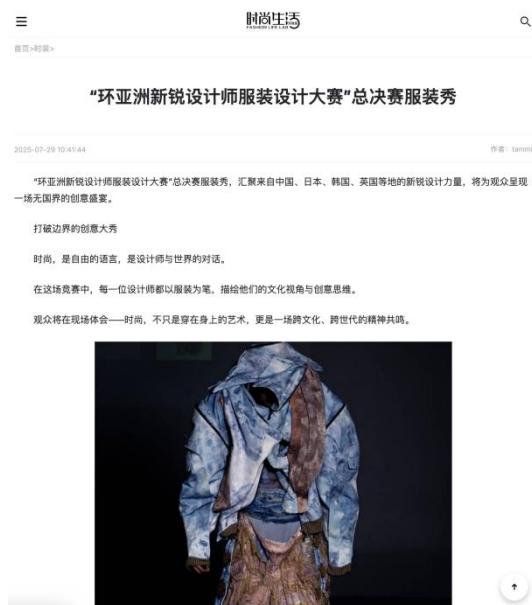 时尚生活
FASHION LIFE LAB
首页>时装>
“环亚洲新锐设计师服装设计大赛”总决赛服装秀
2025-07-29 10:41:44
作者：tammi
“环亚洲新锐设计师服装设计大赛”总决赛服装秀，汇聚来自中国、日本、韩国、英国等地的新锐设计力量，将为观众呈现
一场无国界的创意盛宴。
打破边界的创意大秀
时尚，是自由的语言，是设计师与世界的对话。
在这场竞赛中，每一位设计师都以服装为笔，描绘他们的文化视角与创意思维。
观众将在现场体会——时尚，不只是穿在身上的艺术，更是一场跨文化、跨世代的精神共鸣。